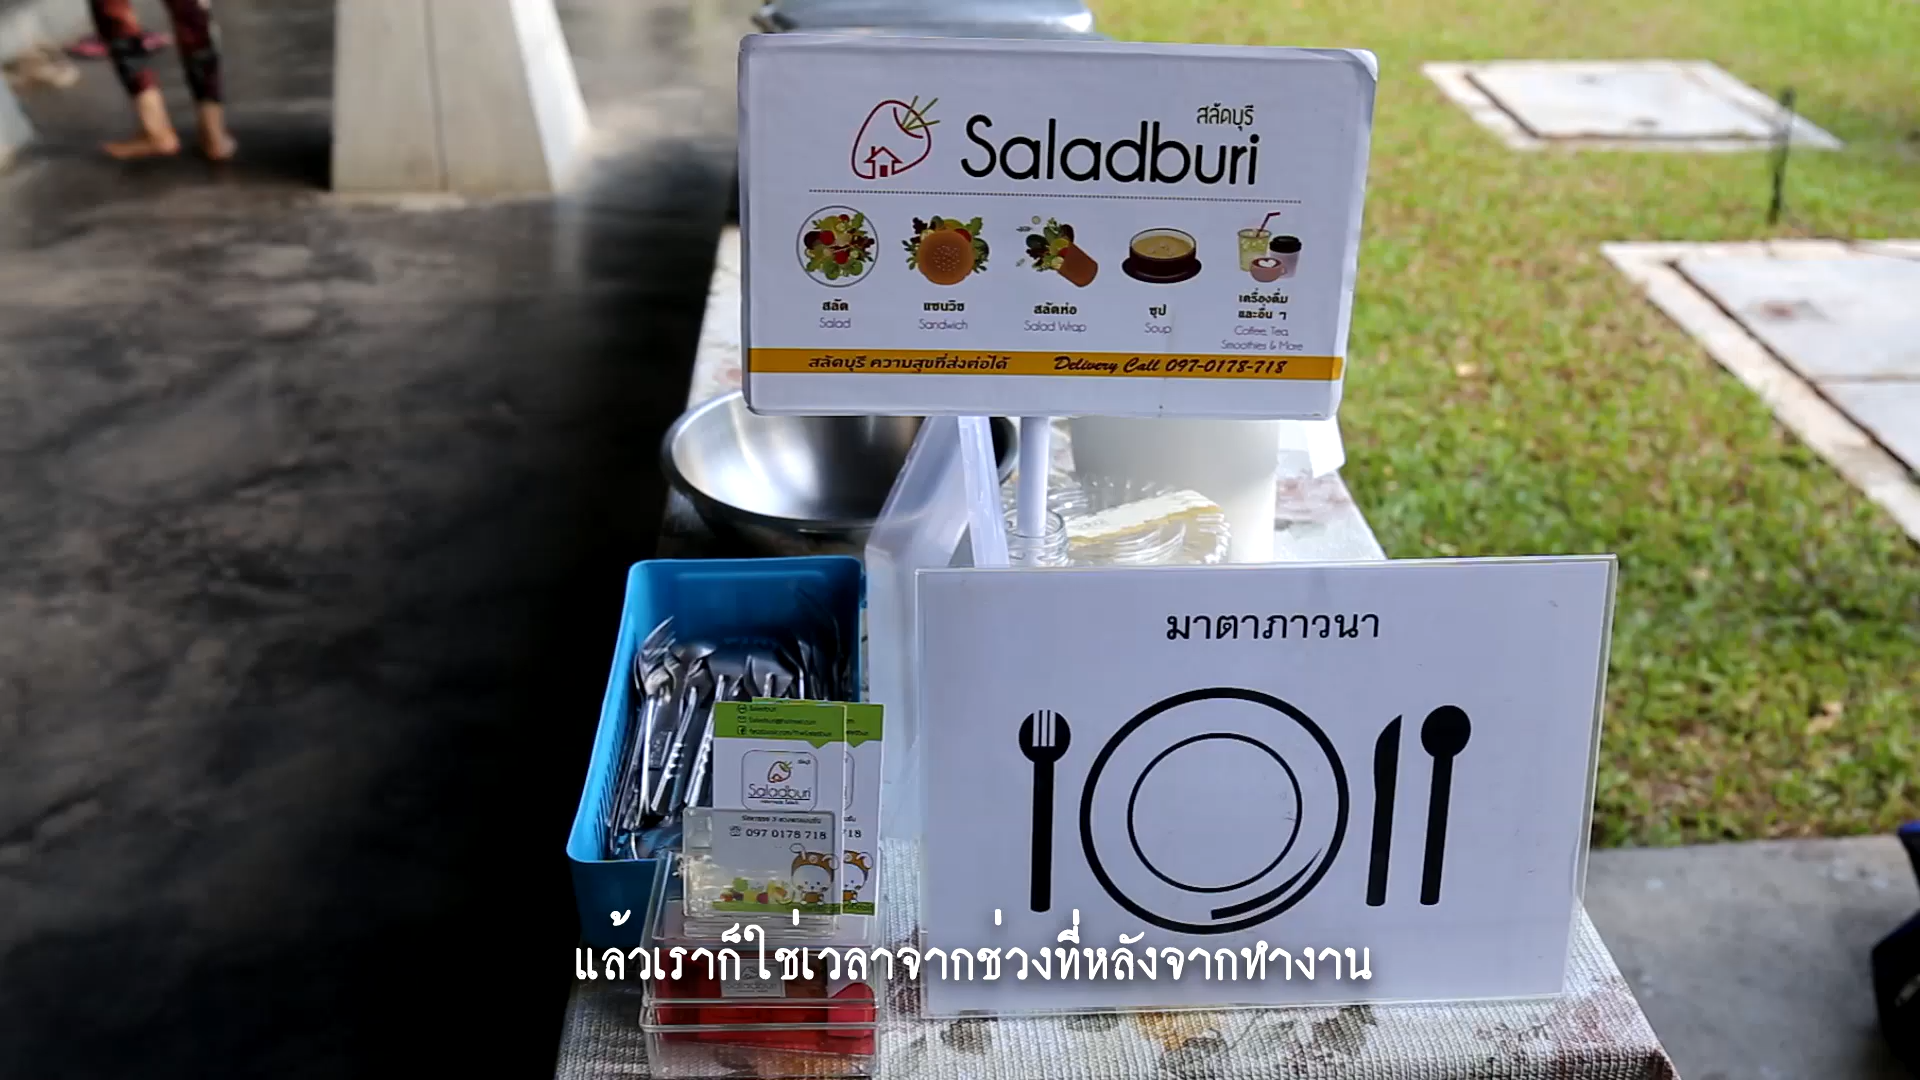 สลัดบุรี
Saladburi
สลัด
Salad
แซนวิช
Sandwich
สลัดห่อ
Salad Wrap
ซุป
Soup
เครื่องดื่ม
และอื่น ๆ
Coffee, Tea,
Smoothies & More
สลัดบุรี ความสุขที่ส่งต่อได้
Delivery Call 097-0178-718
มาตาภาวนา
Saladburi
097 0178 718
718
Saladburi
แล้วเราก็ใช่เวลาจากช่วงที่หลังจากทำงาน